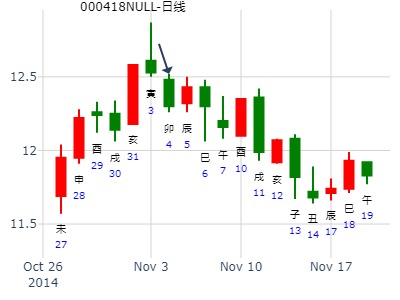 000418NULL-日线
12.5
12
11.5
未
27
申
28
酉
29
戌
30
亥
31
寅
3
卯
4
辰
5
巳
6
午
7
酉
10
戌
11
亥
12
子
13
丑
14
辰
17
巳
18
午
19
Oct 26
2014
Nov 3
Nov 10
Nov 17